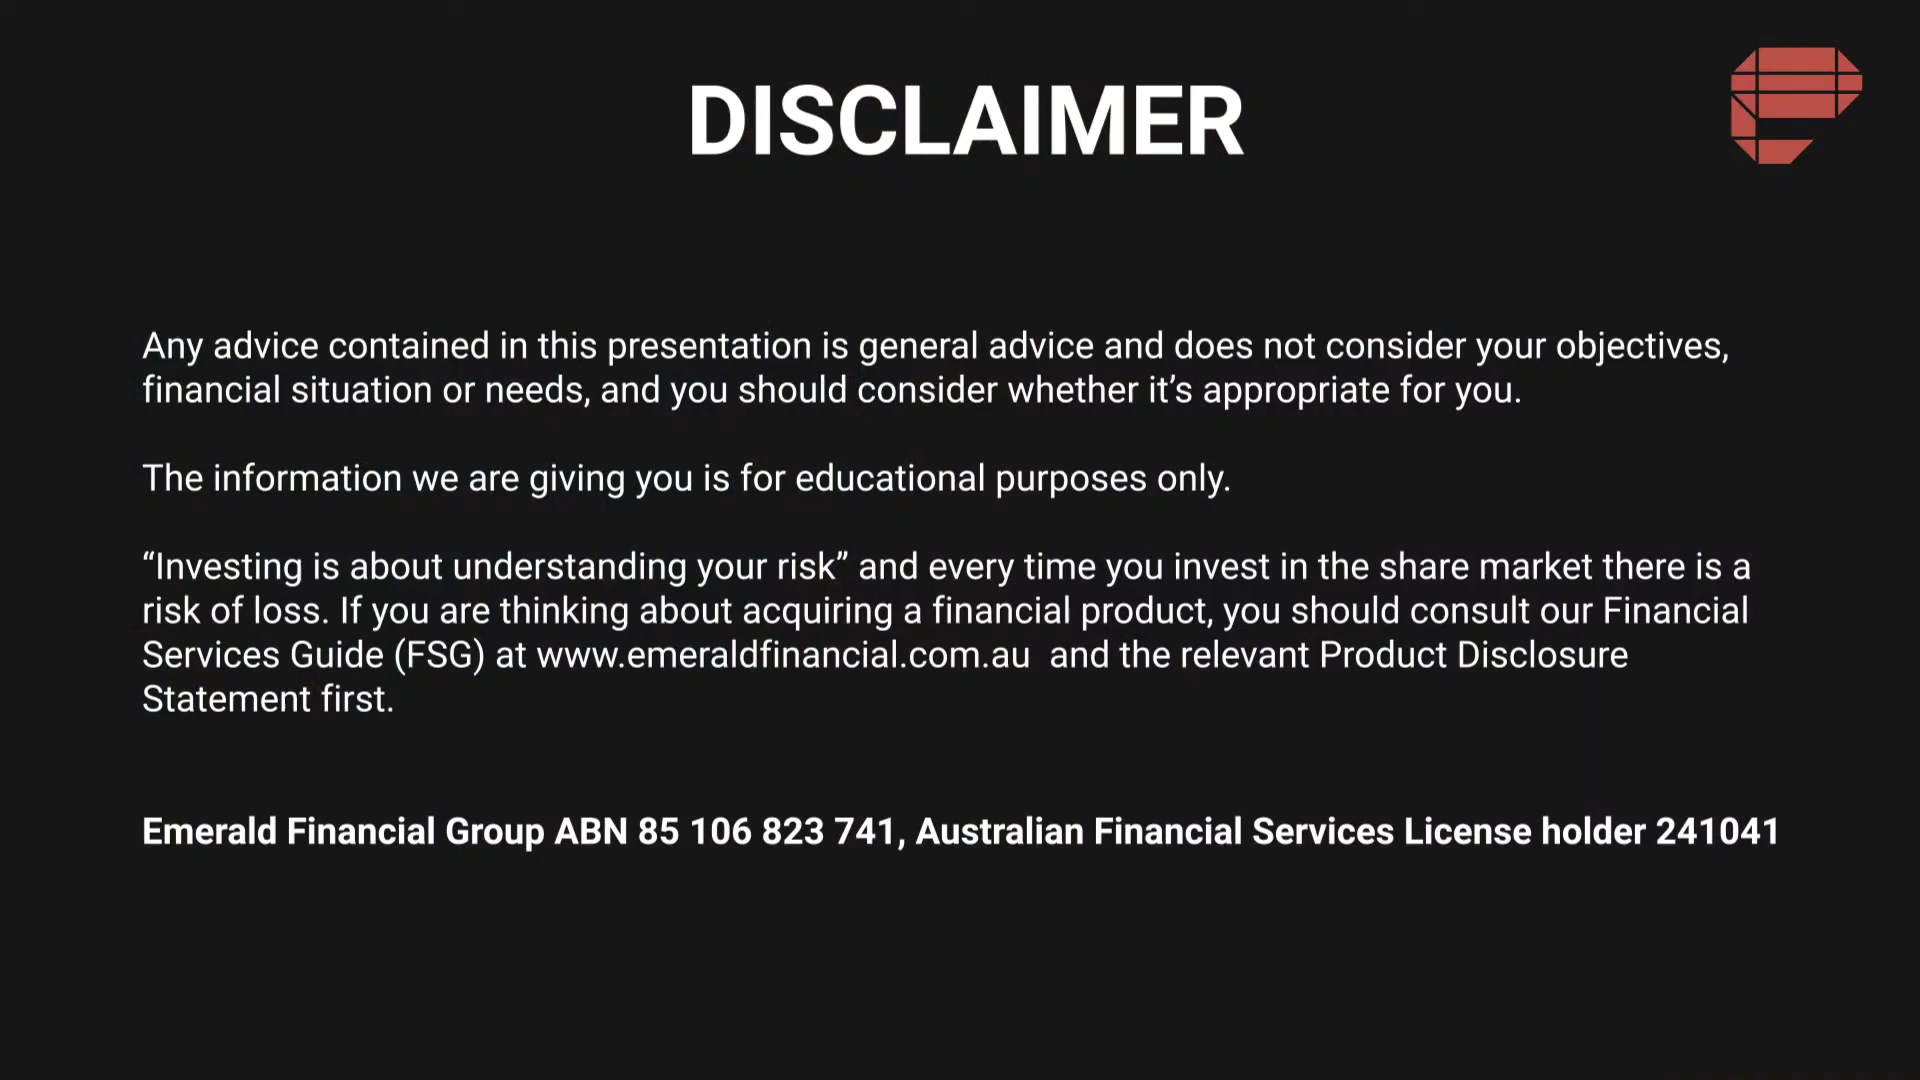 DISCLAIMER
Any advice contained in this presentation is general advice and does not consider your objectives,
financial situation or needs, and you should consider whether it’s appropriate for you.
The information we are giving you is for educational purposes only.
“Investing is about understanding your risk” and every time you invest in the share market there is a
risk of loss. If you are thinking about acquiring a financial product, you should consult our Financial
Services Guide (FSG) at www.emeraldfinancial.com.au  and the relevant Product Disclosure
Statement first.
Emerald Financial Group ABN 85 106 823 741, Australian Financial Services License holder 241041